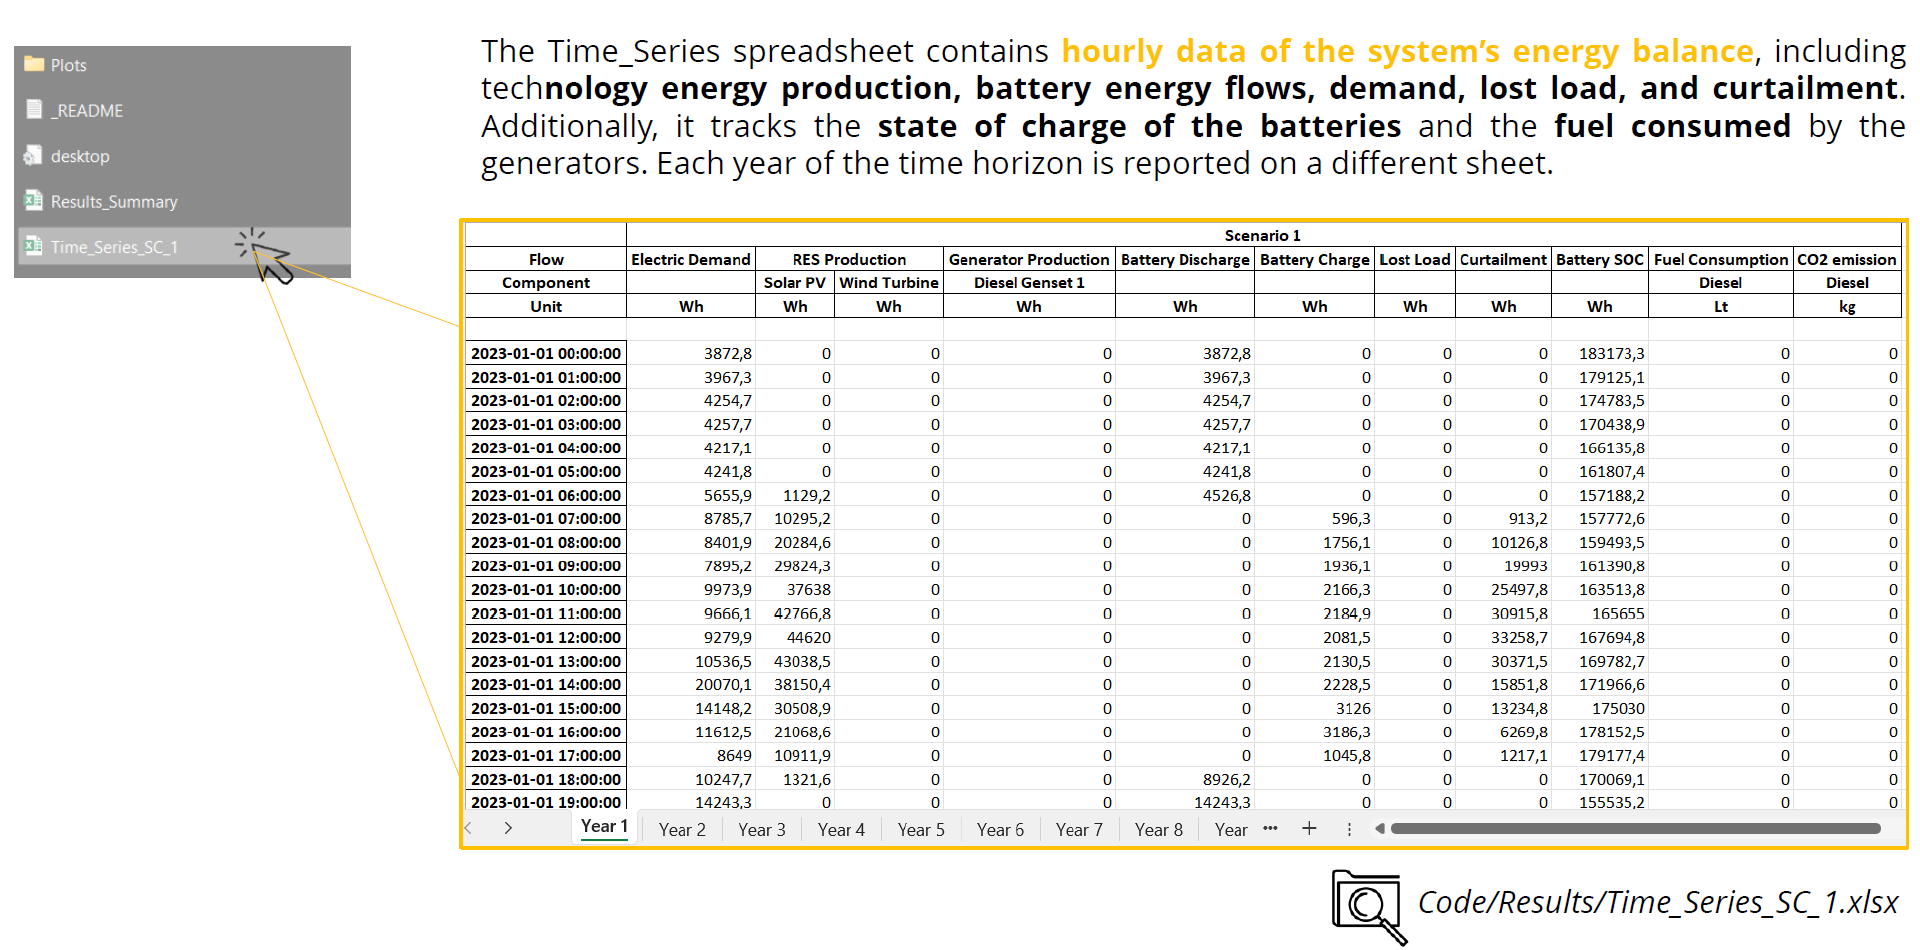 Plots
_README
desktop
Results_Summary
Time_Series_SC_1
The Time_Series spreadsheet contains hourly data of the system’s energy balance, including
technology energy production, battery energy flows, demand, lost load, and curtailment.
Additionally, it tracks the state of charge of the batteries and the fuel consumed by the
generators. Each year of the time horizon is reported on a different sheet.
Scenario 1
Flow Electric Demand RES Production Generator Production Battery Discharge Battery Charge Lost Load Curtailment Battery SOC Fuel Consumption CO2 emission
Component Solar PV Wind Turbine Diesel Genset 1 Diesel Diesel
Unit Wh Wh Wh Wh Wh Wh Wh Wh Wh Lt kg
2023-01-01 00:00:00 3872,8 0 0 0 3872,8 0 0 0 183173,3 0 0
2023-01-01 01:00:00 3967,3 0 0 0 3967,3 0 0 0 179125,1 0 0
2023-01-01 02:00:00 4254,7 0 0 0 4254,7 0 0 0 174783,5 0 0
2023-01-01 03:00:00 4257,7 0 0 0 4257,7 0 0 0 170438,9 0 0
2023-01-01 04:00:00 4217,1 0 0 0 4217,1 0 0 0 166135,8 0 0
2023-01-01 05:00:00 4241,8 0 0 0 4241,8 0 0 0 161807,4 0 0
2023-01-01 06:00:00 5655,9 1129,2 0 0 4526,8 0 0 0 157188,2 0 0
2023-01-01 07:00:00 8785,7 10295,2 0 0 0 596,3 0 913,2 157772,6 0 0
2023-01-01 08:00:00 8401,9 20284,6 0 0 0 1756,1 0 10126,8 159493,5 0 0
2023-01-01 09:00:00 7895,2 29824,3 0 0 0 1936,1 0 19993 161390,8 0 0
2023-01-01 10:00:00 9973,9 37638 0 0 0 2166,3 0 25497,8 163513,8 0 0
2023-01-01 11:00:00 9666,1 42766,8 0 0 0 2184,9 0 30915,8 165655 0 0
2023-01-01 12:00:00 9279,9 44620 0 0 0 2081,5 0 33258,7 167694,8 0 0
2023-01-01 13:00:00 10536,5 43038,5 0 0 0 2130,5 0 30371,5 169782,7 0 0
2023-01-01 14:00:00 20070,1 38150,4 0 0 0 2228,5 0 15851,8 171966,6 0 0
2023-01-01 15:00:00 14148,2 30508,9 0 0 0 3126 0 13234,8 175030 0 0
2023-01-01 16:00:00 11612,5 21068,6 0 0 0 3186,3 0 6269,8 178152,5 0 0
2023-01-01 17:00:00 8649 10911,9 0 0 0 1045,8 0 1217,1 179177,4 0 0
2023-01-01 18:00:00 10247,7 1321,6 0 0 8926,2 0 0 0 170069,1 0 0
2023-01-01 19:00:00 14243,3 0 0 0 14243,3 0 0 0 155535,2 0 0
Year 1 Year 2 Year 3 Year 4 Year 5 Year 6 Year 7 Year 8 Year ···
Code/Results/Time_Series_SC_1.xlsx